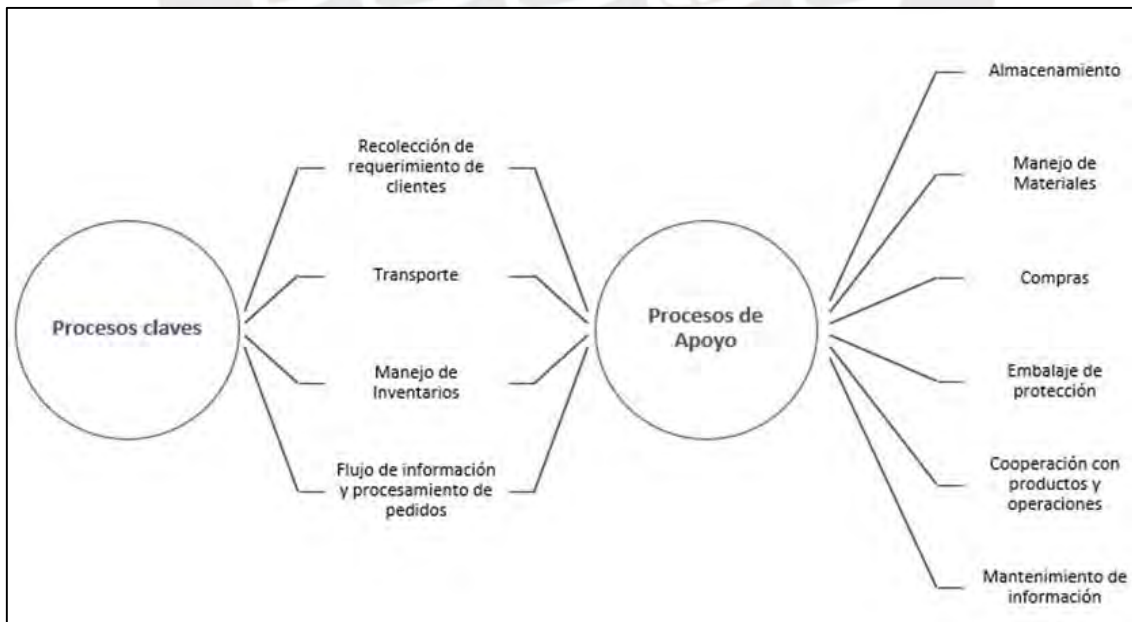 Procesos claves
Recolección de
requerimiento de
clientes
Transporte
Manejo de
Inventarios
Flujo de información
y procesamiento de
pedidos
Procesos de
Apoyo
Almacenamiento
Manejo de
Materiales
Compras
Embalaje de
protección
Cooperación con
productos y
operaciones
Mantenimiento de
información